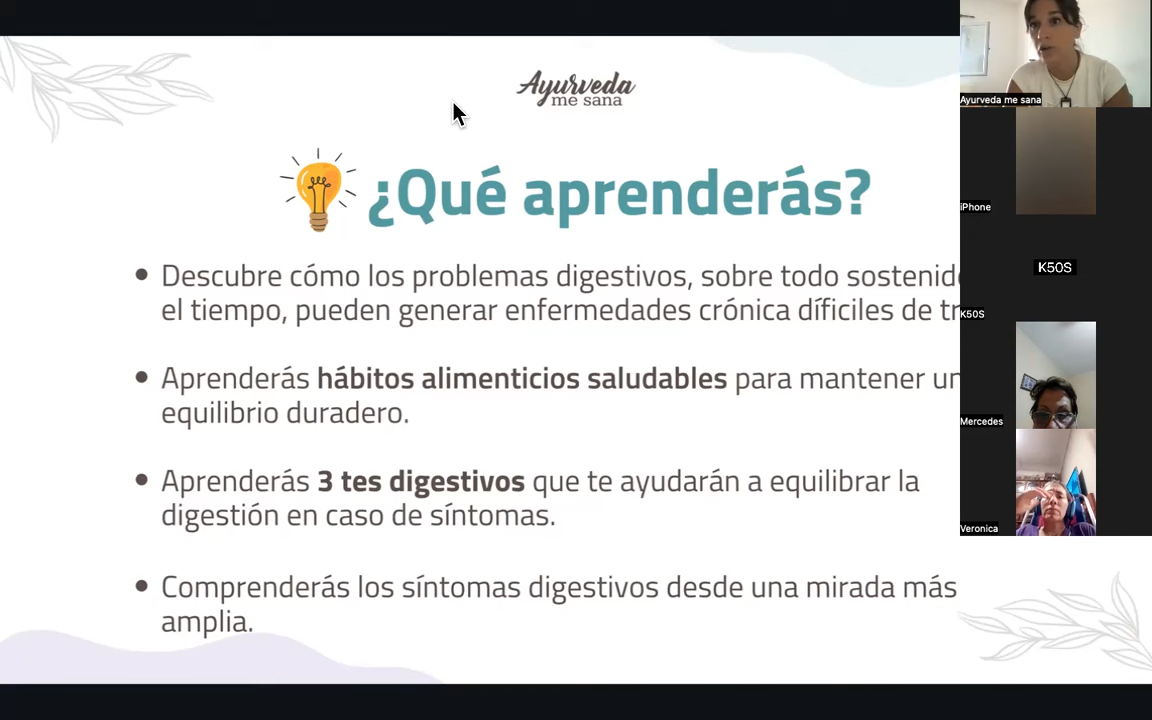 Ayurveda
me sana
¿Qué aprenderás?
Descubre cómo los problemas digestivos, sobre todo
el tiempo, pueden generar enfermedades crónica díficiles de
Aprenderás hábitos alimenticios saludables para mantener un
equilibrio duradero.
Aprenderás 3 tes digestivos que te ayudarán a equilibrar la
digestión en caso de síntomas.
Comprenderás los síntomas digestivos desde una mirada más
amplia.
Ayurveda me sana
iPhone
K50S
K50S
Mercedes
Veronica